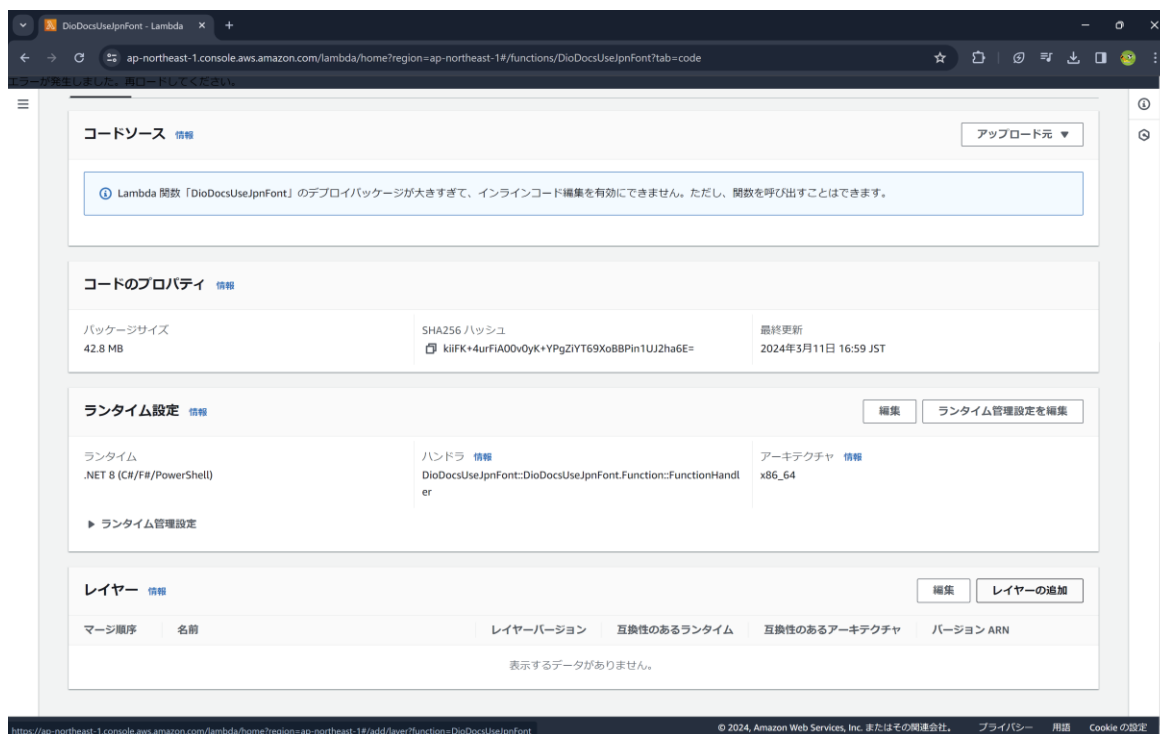 DioDocsUseJpnFont - Lambda
ap-northeast-1.console.aws.amazon.com/lambda/home?region=ap-northeast-1#/functions/DioDocsUseJpnFont?tab=code
エラーが発生しました。再ロードしてください。
コードソース 情報
アップロード元 ▼
Lambda 関数「DioDocsUseJpnFont」のデプロイパッケージが大きすぎて、インラインコード編集を有効にできません。ただし、関数を呼び出すことはできます。
コードのプロパティ 情報
パッケージサイズ SHA256 ハッシュ 最終更新
42.8 MB kiiFK+4urFiA00v0yK+YPgZiYT69XoBBPin1UJ2ha6E= 2024年3月11日 16:59 JST
ランタイム設定 情報
編集 ランタイム管理設定を編集
ランタイム ハンドラ 情報 アーキテクチャ 情報
.NET 8 (C#/F#/PowerShell) DioDocsUseJpnFont::DioDocsUseJpnFont.Function::FunctionHandl x86_64
er
▶ ランタイム管理設定
レイヤー 情報
編集 レイヤーの追加
マージ順序 名前 レイヤーバージョン 互換性のあるランタイム 互換性のあるアーキテクチャ バージョン ARN
表示するデータがありません。
https://ap-northeast-1.console.aws.amazon.com/lambda/home?region=ap-northeast-1#/add/layer?function=DioDocsUseJpnFont
© 2024, Amazon Web Services, Inc. またはその関連会社。 プライバシー 用語 Cookie の設定